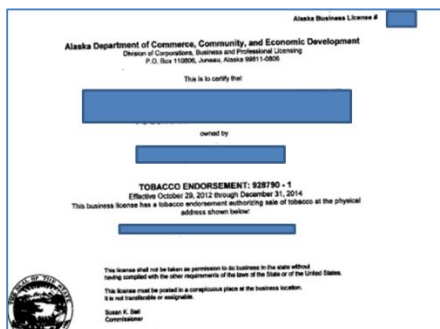 Alaska Business License #
Alaska Department of Commerce, Community, and Economic Development
Division of Corporations, Business and Professional Licensing
P.O. Box 110806, Juneau, Alaska 99811-0806
This is to certify that
owned by
TOBACCO ENDORSEMENT: 928790 - 1
Effective October 29, 2012 through December 31, 2014
This business license has a tobacco endorsement authorizing sale of tobacco at the physical
address shown below:
This license shall not be taken as permission to do business in the state without
having complied with the other requirements of the laws of the State or of the United States.
This license must be posted in a conspicuous place at the business location.
It is not transferable or assignable.
Susan K. Bell
Commissioner